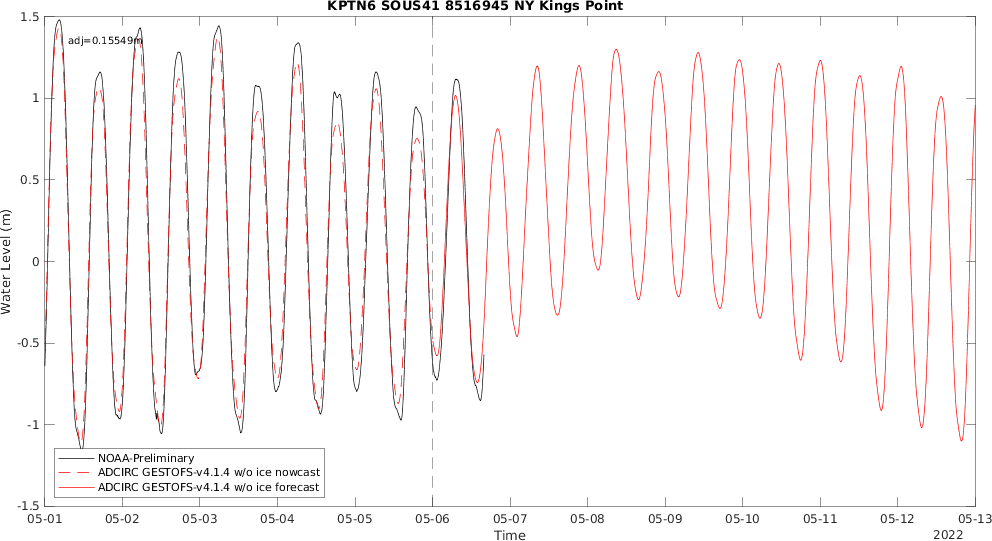 KPTN6 SOUS41 8516945 NY Kings Point
adj=0.15549m
Water Level (m)
1.5
1
0.5
0
-0.5
-1
-1.5
NOAA-Preliminary
ADCIRC GESTOFS-v4.1.4 w/o ice nowcast
ADCIRC GESTOFS-v4.1.4 w/o ice forecast
05-01 05-02 05-03 05-04 05-05 05-06 05-07 05-08 05-09 05-10 05-11 05-12 05-13
Time
2022